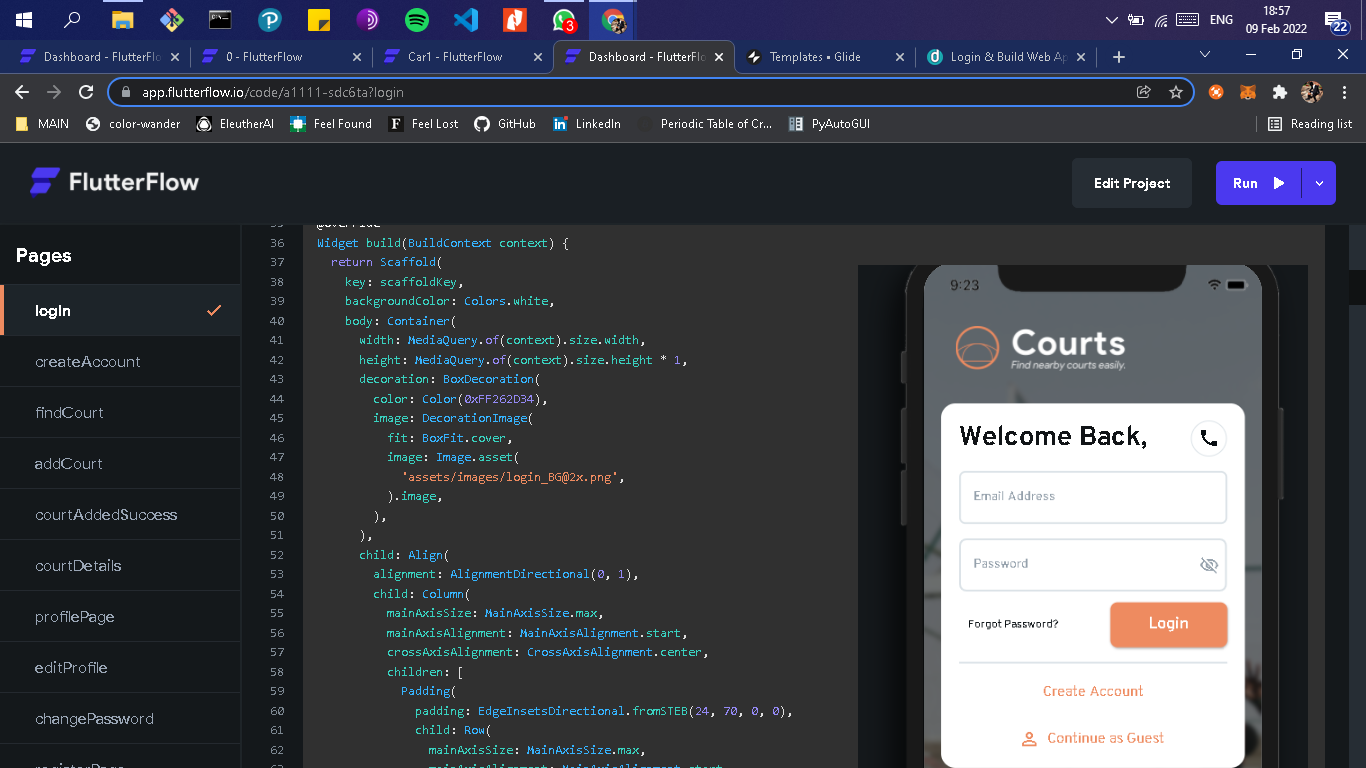 3
ENG
18:57
09 Feb 2022
22
Dashboard - FlutterFlo
0 - FlutterFlow
Car1 - FlutterFlow
Dashboard - FlutterFlo
Templates • Glide
Login & Build Web Ap
app.flutterflow.io/code/a1111-sdc6ta?login
MAIN
color-wander
EleutherAI
Feel Found
F
Feel Lost
GitHub
LinkedIn
Periodic Table of Cr...
PyAutoGUI
Reading list
FlutterFlow
Edit Project
Run
Pages
login
createAccount
findCourt
addCourt
courtAddedSuccess
courtDetails
profilePage
editProfile
changePassword
registerPage
35 @override
36 Widget build(BuildContext context) {
37 return Scaffold(
38 key: scaffoldKey,
39 backgroundColor: Colors.white,
40 body: Container(
41 width: MediaQuery.of(context).size.width,
42 height: MediaQuery.of(context).size.height * 1,
43 decoration: BoxDecoration(
44 color: Color(0xFF262D34),
45 image: DecorationImage(
46 fit: BoxFit.cover,
47 image: Image.asset(
48 'assets/images/login_BG@2x.png',
49 ).image,
50 ),
51 ),
52 child: Align(
53 alignment: AlignmentDirectional(0, 1),
54 child: Column(
55 mainAxisSize: MainAxisSize.max,
56 mainAxisAlignment: MainAxisAlignment.start,
57 crossAxisAlignment: CrossAxisAlignment.center,
58 children: [
59 Padding(
60 padding: EdgeInsetsDirectional.fromSTEB(24, 70, 0, 0),
61 child: Row(
62 mainAxisSize: MainAxisSize.max,
63 mainAxisAlignment: MainAxisAlignment.start,
9:23
Courts
Find nearby courts easily.
Welcome Back,
Email Address
Password
Forgot Password?
Login
Create Account
Continue as Guest